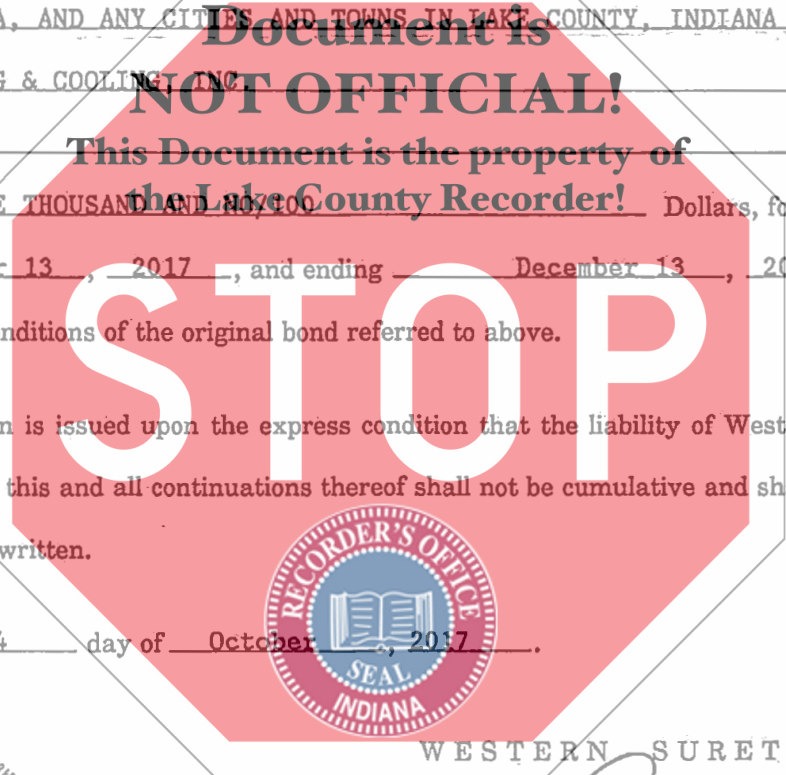 A, AND ANY CITIES AND TOWNS IN LAKE COUNTY, INDIANA
Document is
G & COOLING, INC.
NOT OFFICIAL!
This Document is the property of
the Lake County Recorder!
E THOUSAND AND NO/100 Dollars, fo
r 13, 2017, and ending December 13, 20
nditions of the original bond referred to above.
STOP
n is issued upon the express condition that the liability of West
this and all continuations thereof shall not be cumulative and sh
written.
RECORDER'S OFFICE
SEAL
INDIANA
4 day of October, 2017.
WESTERN SURET